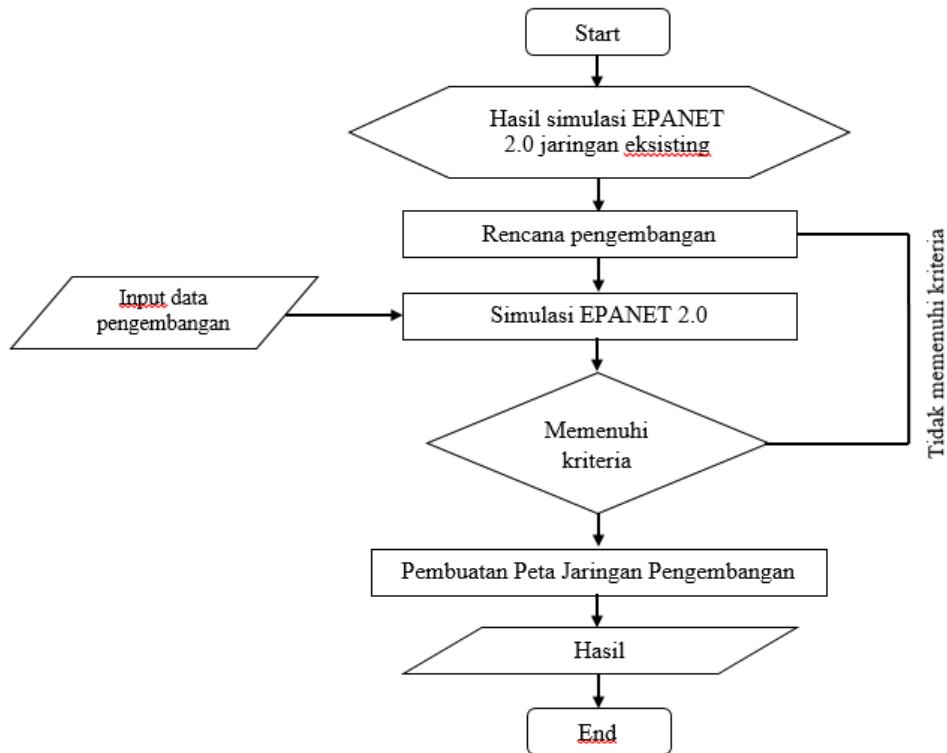 Start
Hasil simulasi EPANET
2.0 jaringan eksisting
Rencana pengembangan
Input data
pengembangan
Simulasi EPANET 2.0
Tidak memenuhi kriteria
Memenuhi
kriteria
Pembuatan Peta Jaringan Pengembangan
Hasil
End